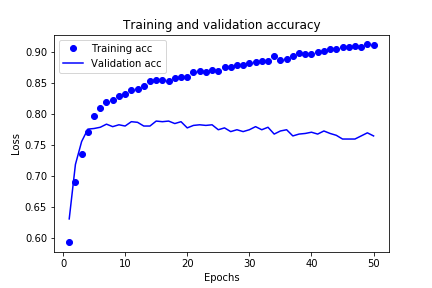 Training and validation accuracy
Training acc
Validation acc
Loss
0.90
0.85
0.80
0.75
0.70
0.65
0.60
0
10
20
30
40
50
Epochs